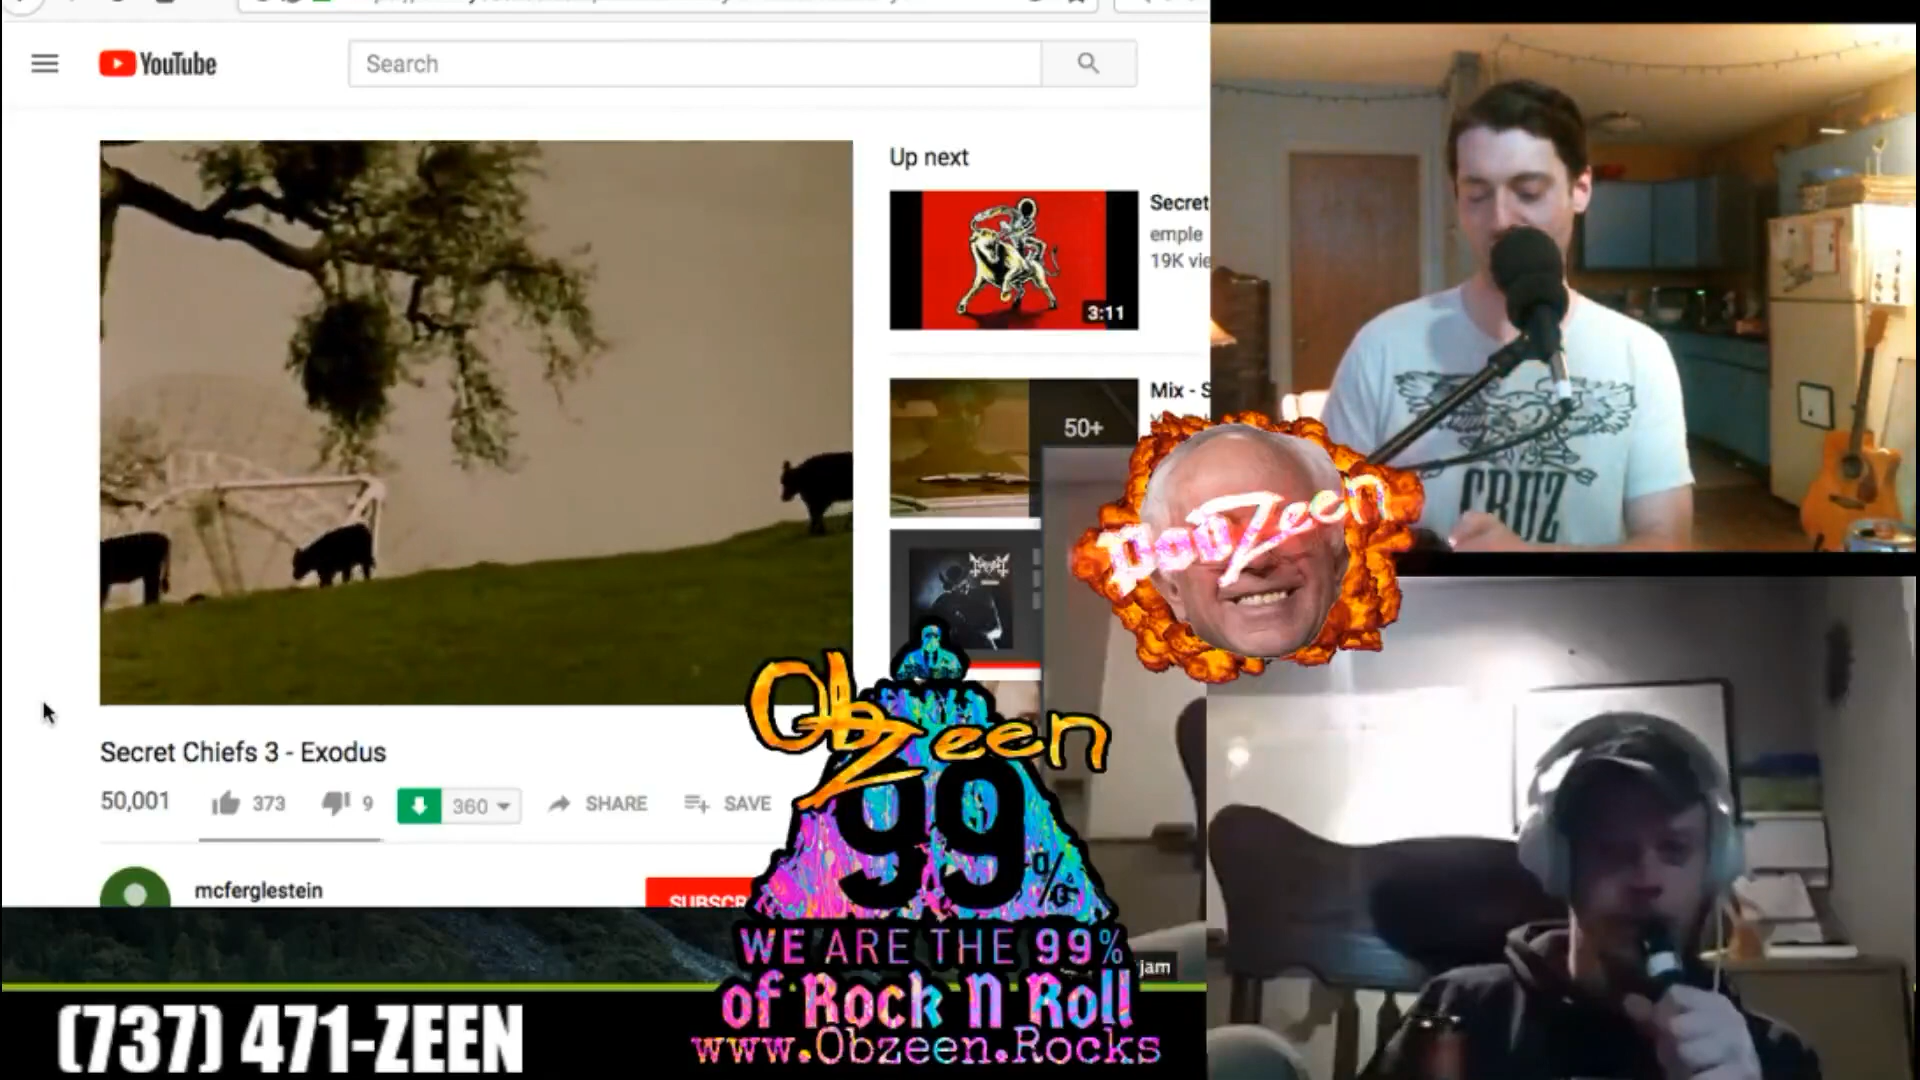 YouTube
Search
Up next
Secret
emple
19K vie
3:11
Mix - S
50+
PodZeen
CRUZ
Secret Chiefs 3 - Exodus
50,001
373
9
360
SHARE
SAVE
mcferglestein
SUBSCR
ObZeen
99%
WE ARE THE 99%
of Rock N Roll
www.Obzeen.Rocks
jam
(737) 471-ZEEN